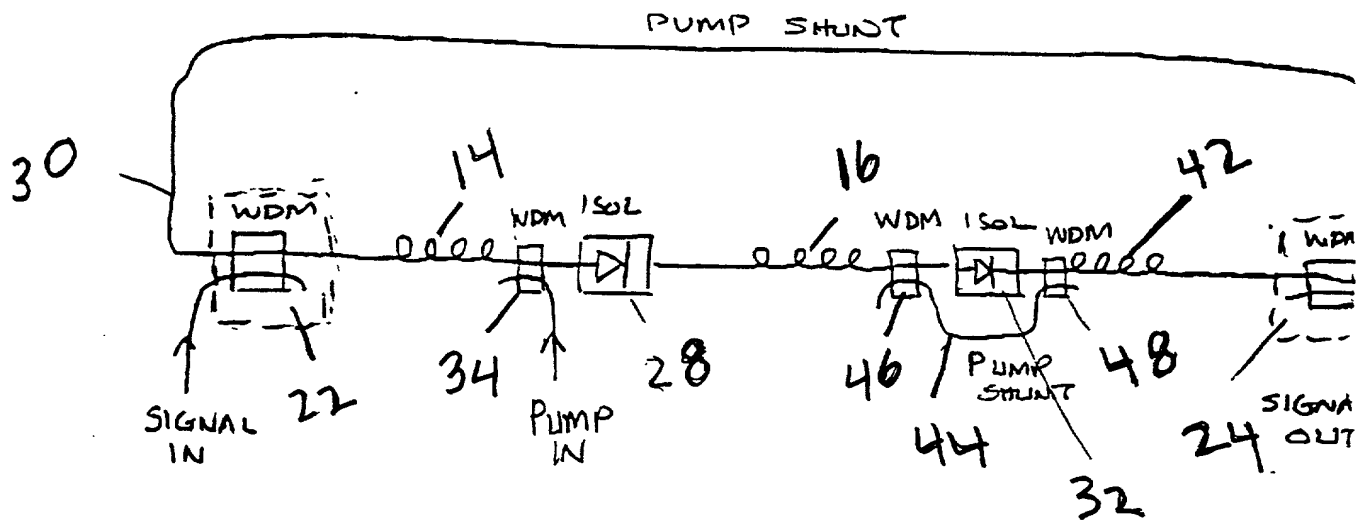 PUMP SHUNT
30
14
16
42
WDM
WDM
ISOL
WDM
ISOL
WDM
34
28
46
PUMP
SHUNT
48
22
SIGNAL
IN
PUMP
IN
44
32
24
OUT